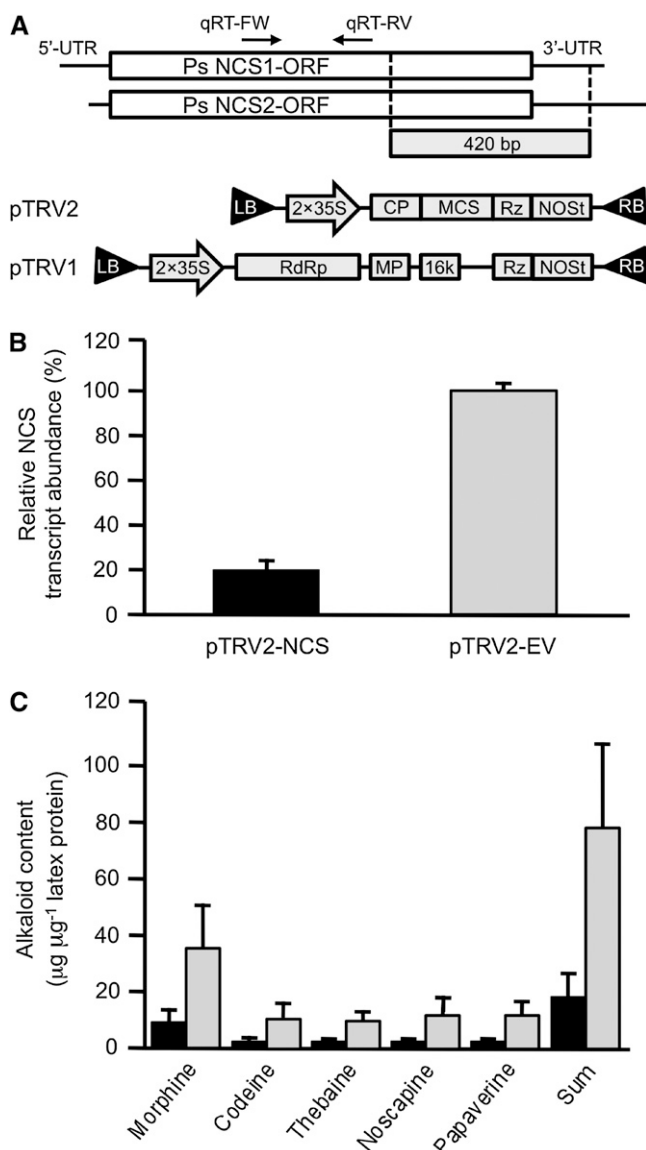 A
qRT-FW qRT-RV
5'-UTR 3'-UTR
Ps NCS1-ORF
Ps NCS2-ORF
420 bp
pTRV2 LB 2×35S CP MCS Rz NOSt RB
pTRV1 LB 2×35S RdRp MP 16k Rz NOSt RB
B
Relative NCS
transcript abundance (%)
120
100
80
60
40
20
0
pTRV2-NCS pTRV2-EV
C
Alkaloid content
(µg µg⁻¹ latex protein)
120
100
80
60
40
20
0
Morphine
Codeine
Thebaine
Noscapine
Papaverine
Sum